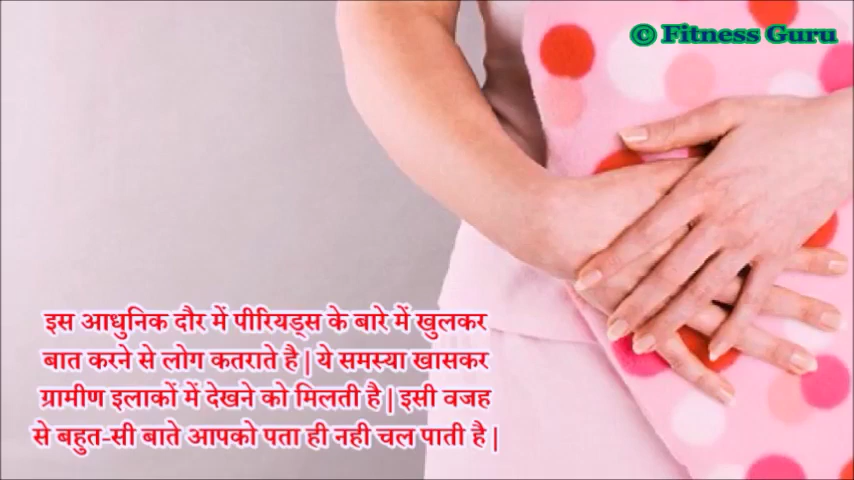 © Fitness Guru
इस आधुनिक दौर में पीरियड्स के बारे में खुलकर
बात करने से लोग कतराते है | ये समस्या खासकर
ग्रामीण इलाकों में देखने को मिलती है | इसी वजह
से बहुत-सी बाते आपको पता ही नही चल पाती है |